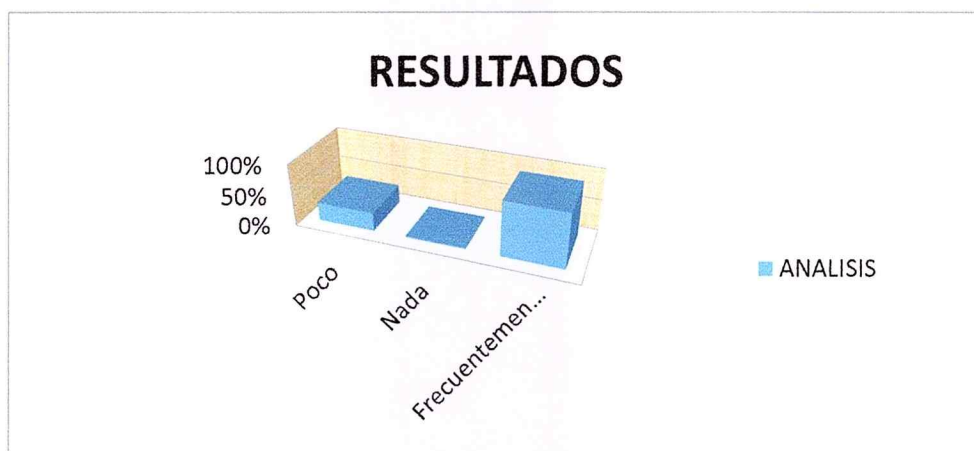 RESULTADOS
100%
50%
0%
Poco
Nada
Frecuentemen...
ANALISIS